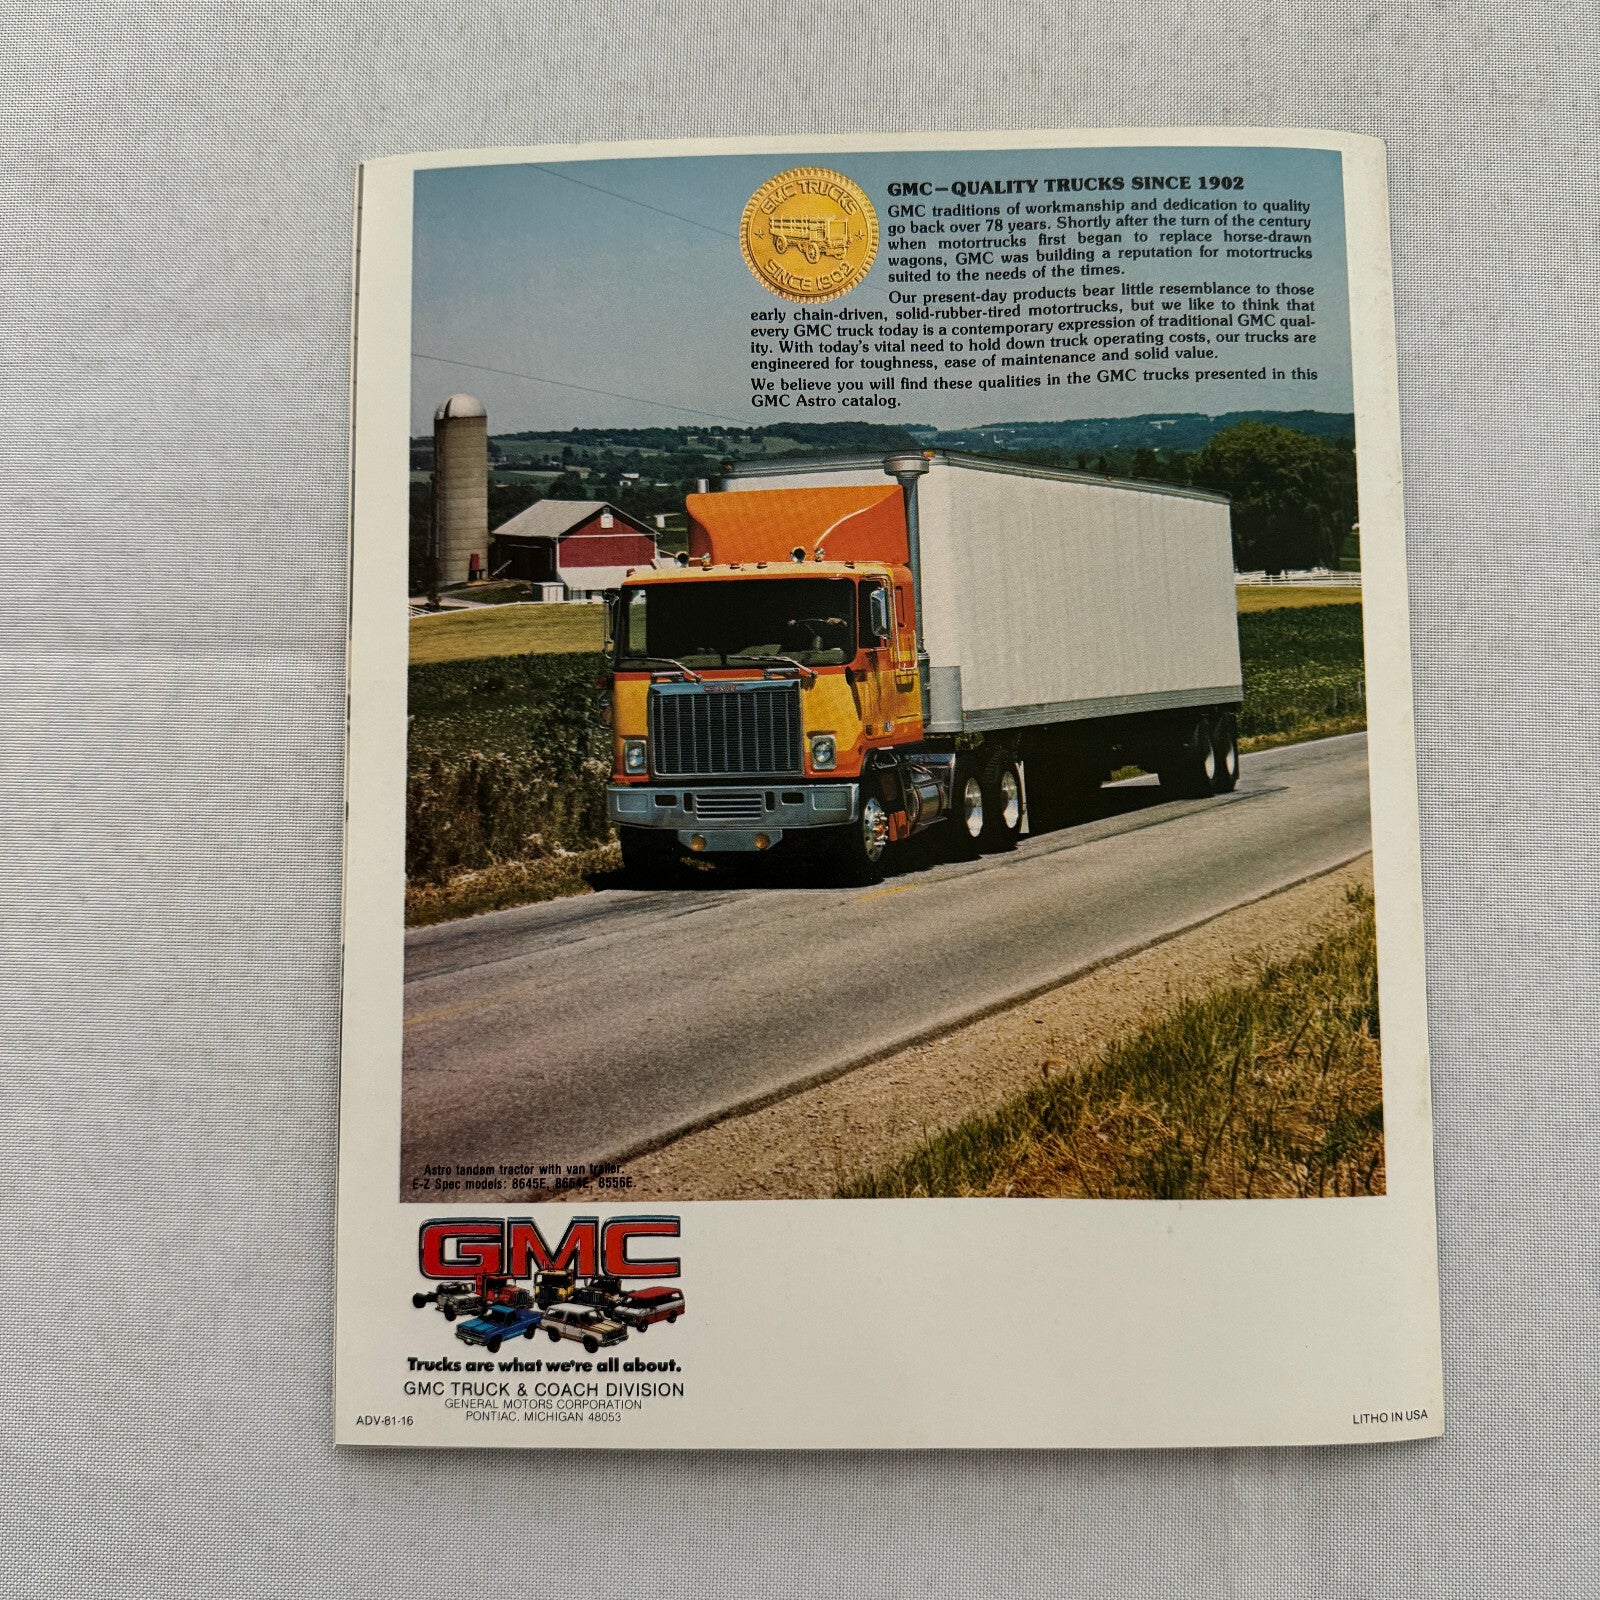 GMC TRUCKS
SINCE 1902
GMC—QUALITY TRUCKS SINCE 1902
GMC traditions of workmanship and dedication to quality
go back over 78 years. Shortly after the turn of the century
when motortrucks first began to replace horse-drawn
wagons, GMC was building a reputation for motortrucks
suited to the needs of the times.
Our present-day products bear little resemblance to those
early chain-driven, solid-rubber-tired motortrucks, but we like to think that
every GMC truck today is a contemporary expression of traditional GMC qual-
ity. With today's vital need to hold down truck operating costs, our trucks are
engineered for toughness, ease of maintenance and solid value.
We believe you will find these qualities in the GMC trucks presented in this
GMC Astro catalog.
GMC
Astro tandem tractor with van trailer.
E-Z Spec models: 8645E, 8664E, 8556E.
GMC
Trucks are what we're all about.
GMC TRUCK & COACH DIVISION
GENERAL MOTORS CORPORATION
PONTIAC, MICHIGAN 48053
ADV-81-16
LITHO IN USA